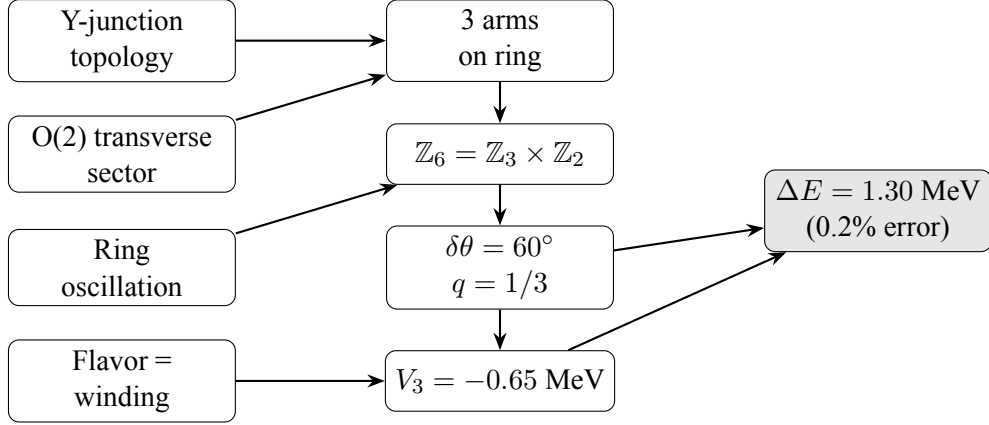 Y-junction
topology
3 arms
on ring
O(2) transverse
sector
ℤ₆ = ℤ₃ × ℤ₂
ΔE = 1.30 MeV
(0.2% error)
Ring
oscillation
δθ = 60°
q = 1/3
Flavor =
winding
V₃ = −0.65 MeV